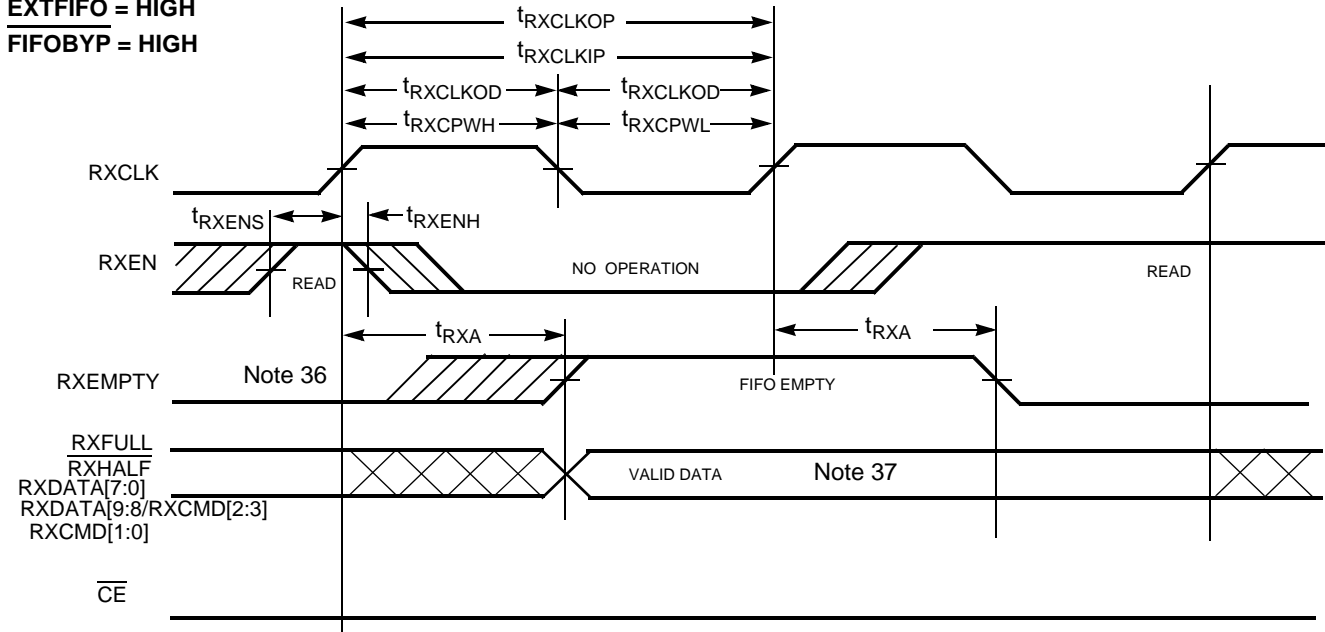 EXTFIFO = HIGH
FIFOBYP = HIGH
tRXCLKOP
tRXCLKIP
tRXCLKOD tRXCLKOD
tRXCPWH tRXCPWL
RXCLK
tRXENS tRXENH
RXEN
READ NO OPERATION READ
tRXA tRXA
RXEMPTY Note 36 FIFO EMPTY
RXFULL
RXHALF
RXDATA[7:0]
RXDATA[9:8/RXCMD[2:3]
RXCMD[1:0]
VALID DATA Note 37
CE